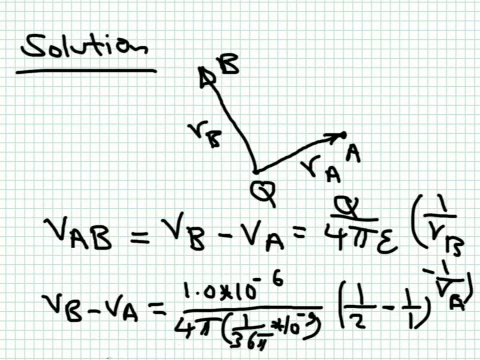 Solution
B
r_B
A
r_A
Q
V_AB = V_B - V_A = Q/4πε (1/r_B - 1/r_A)
V_B - V_A = 1.0*10^-6 / 4π(1/36π *10^-9) (1/2 - 1/1)